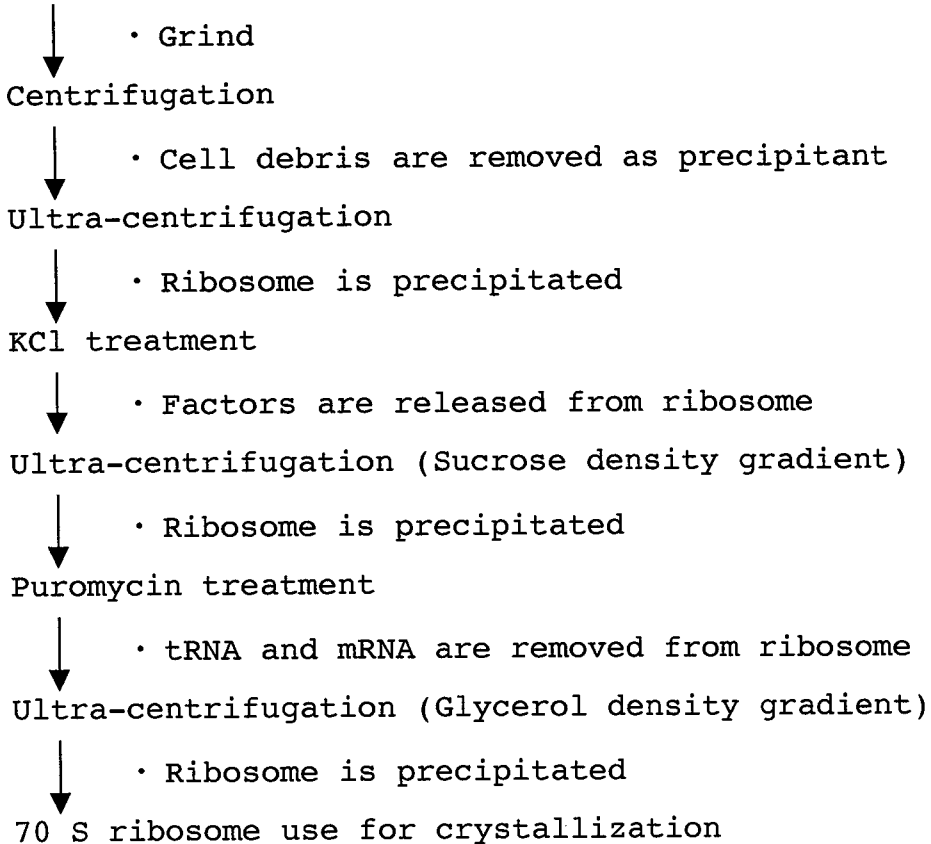 · Grind
Centrifugation
· Cell debris are removed as precipitant
Ultra-centrifugation
· Ribosome is precipitated
KCl treatment
· Factors are released from ribosome
Ultra-centrifugation (Sucrose density gradient)
· Ribosome is precipitated
Puromycin treatment
· tRNA and mRNA are removed from ribosome
Ultra-centrifugation (Glycerol density gradient)
· Ribosome is precipitated
70 S ribosome use for crystallization